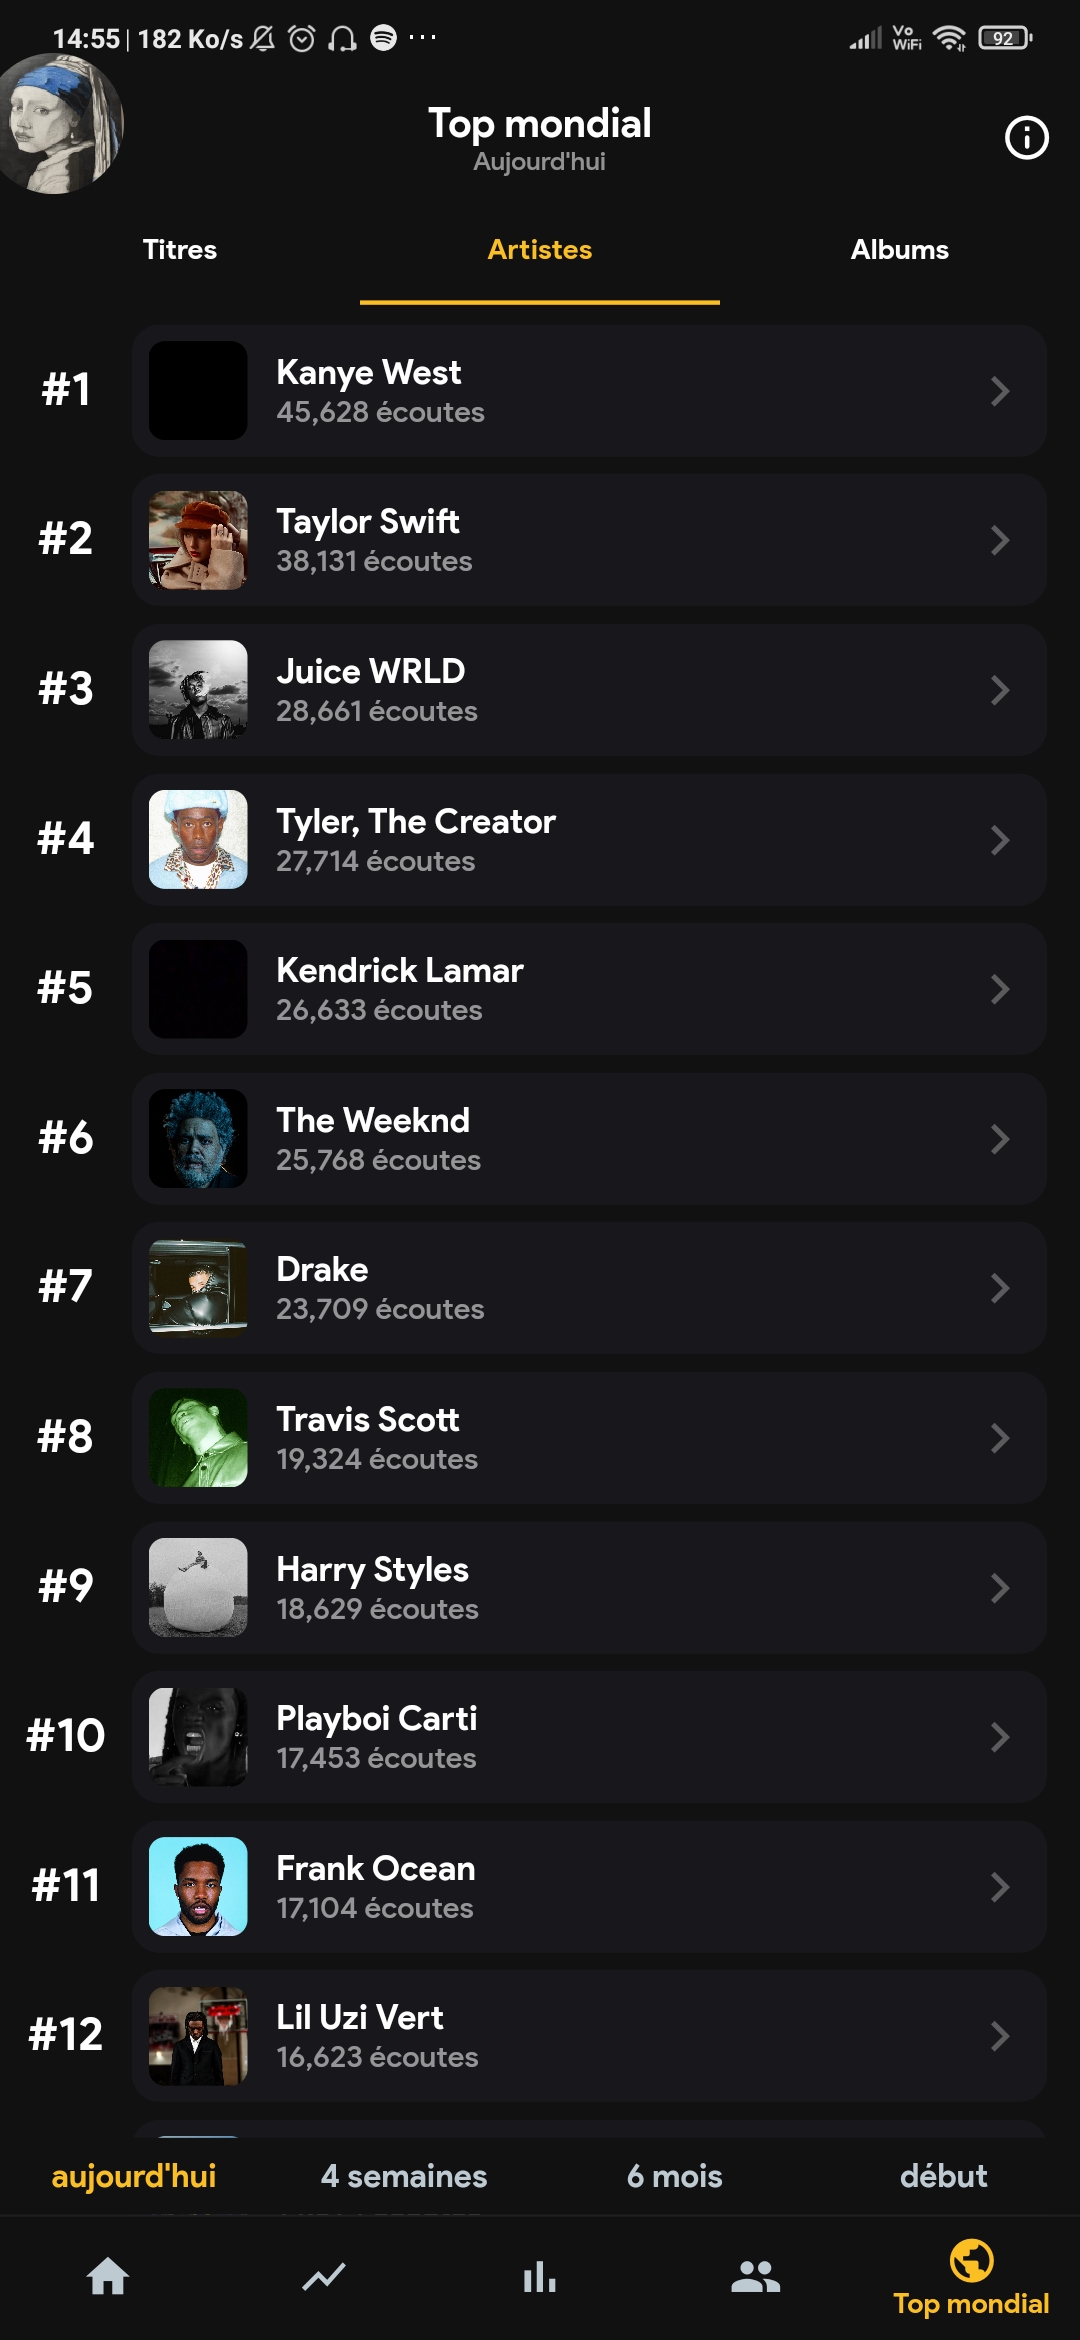 14:55 | 182 Ko/s ...
Vo
WiFi
92
Top mondial
Aujourd'hui
Titres
Artistes
Albums
#1
Kanye West
45,628 écoutes
#2
Taylor Swift
38,131 écoutes
#3
Juice WRLD
28,661 écoutes
#4
Tyler, The Creator
27,714 écoutes
#5
Kendrick Lamar
26,633 écoutes
#6
The Weeknd
25,768 écoutes
#7
Drake
23,709 écoutes
#8
Travis Scott
19,324 écoutes
#9
Harry Styles
18,629 écoutes
#10
Playboi Carti
17,453 écoutes
#11
Frank Ocean
17,104 écoutes
#12
Lil Uzi Vert
16,623 écoutes
aujourd'hui
4 semaines
6 mois
début
Top mondial